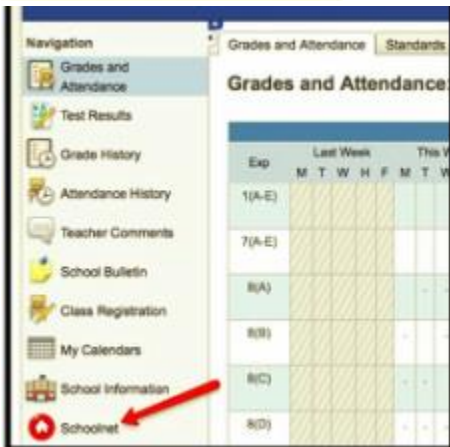 Navigation
Grades and Attendance
Standards
Grades and
Attendance
Grades and Attendance:
Test Results
Grade History
Attendance History
Teacher Comments
School Bulletin
Class Registration
My Calendars
School Information
Schoolnet
Exp
Last Week
This W
M T W H F M T W
1(A-E)
7(A-E)
8(A)
8(B)
8(C)
8(D)